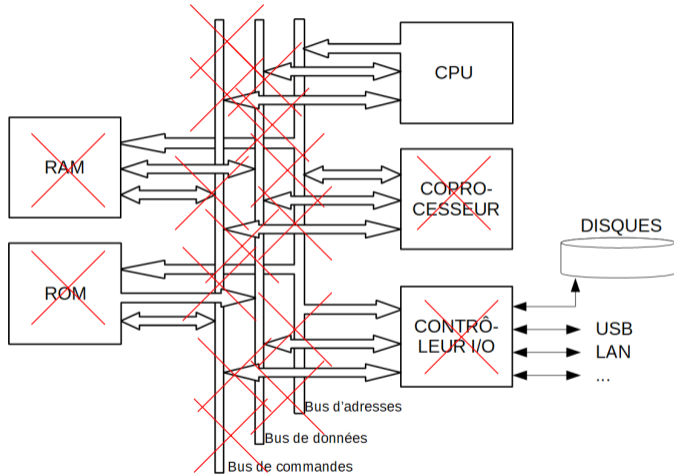 CPU
RAM
COPRO-
CESSEUR
DISQUES
ROM
CONTRÔ-
LEUR I/O
USB
LAN
...
Bus d'adresses
Bus de données
Bus de commandes